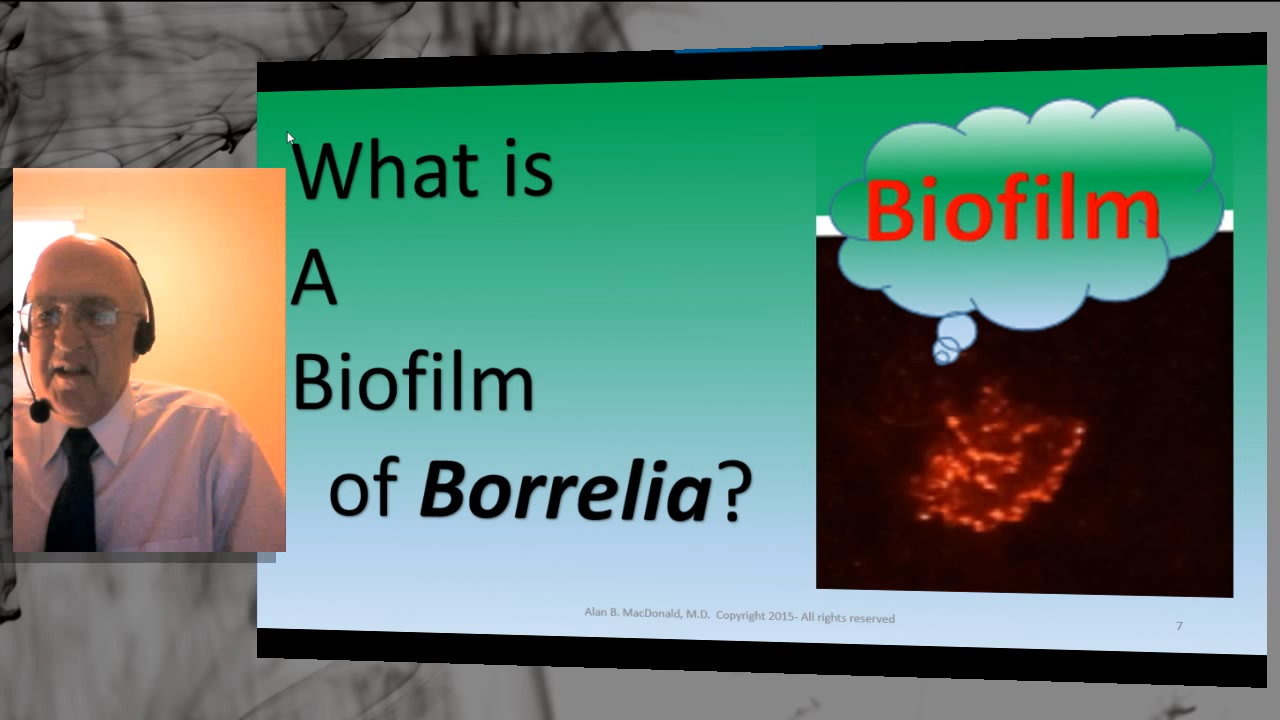 What is
A
Biofilm
of Borrelia?
Biofilm
Alan B. MacDonald, M.D. Copyright 2015- All rights reserved
7